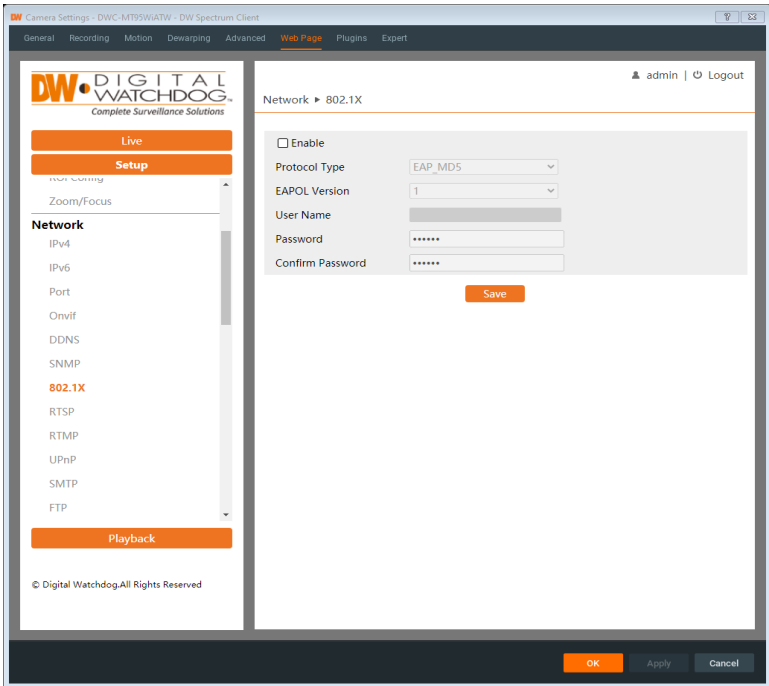 DW Camera Settings - DWC-MT95WiATW - DW Spectrum Client
General Recording Motion Dewarping Advanced Web Page Plugins Expert
DW DIGITAL WATCHDOG™
Complete Surveillance Solutions
Live
Setup
ROI Config
Zoom/Focus
Network
IPv4
IPv6
Port
Onvif
DDNS
SNMP
802.1X
RTSP
RTMP
UPnP
SMTP
FTP
Playback
© Digital Watchdog.All Rights Reserved
admin | Logout
Network ▸ 802.1X
Enable
Protocol Type EAP_MD5
EAPOL Version 1
User Name
Password ••••••
Confirm Password ••••••
Save
OK Apply Cancel